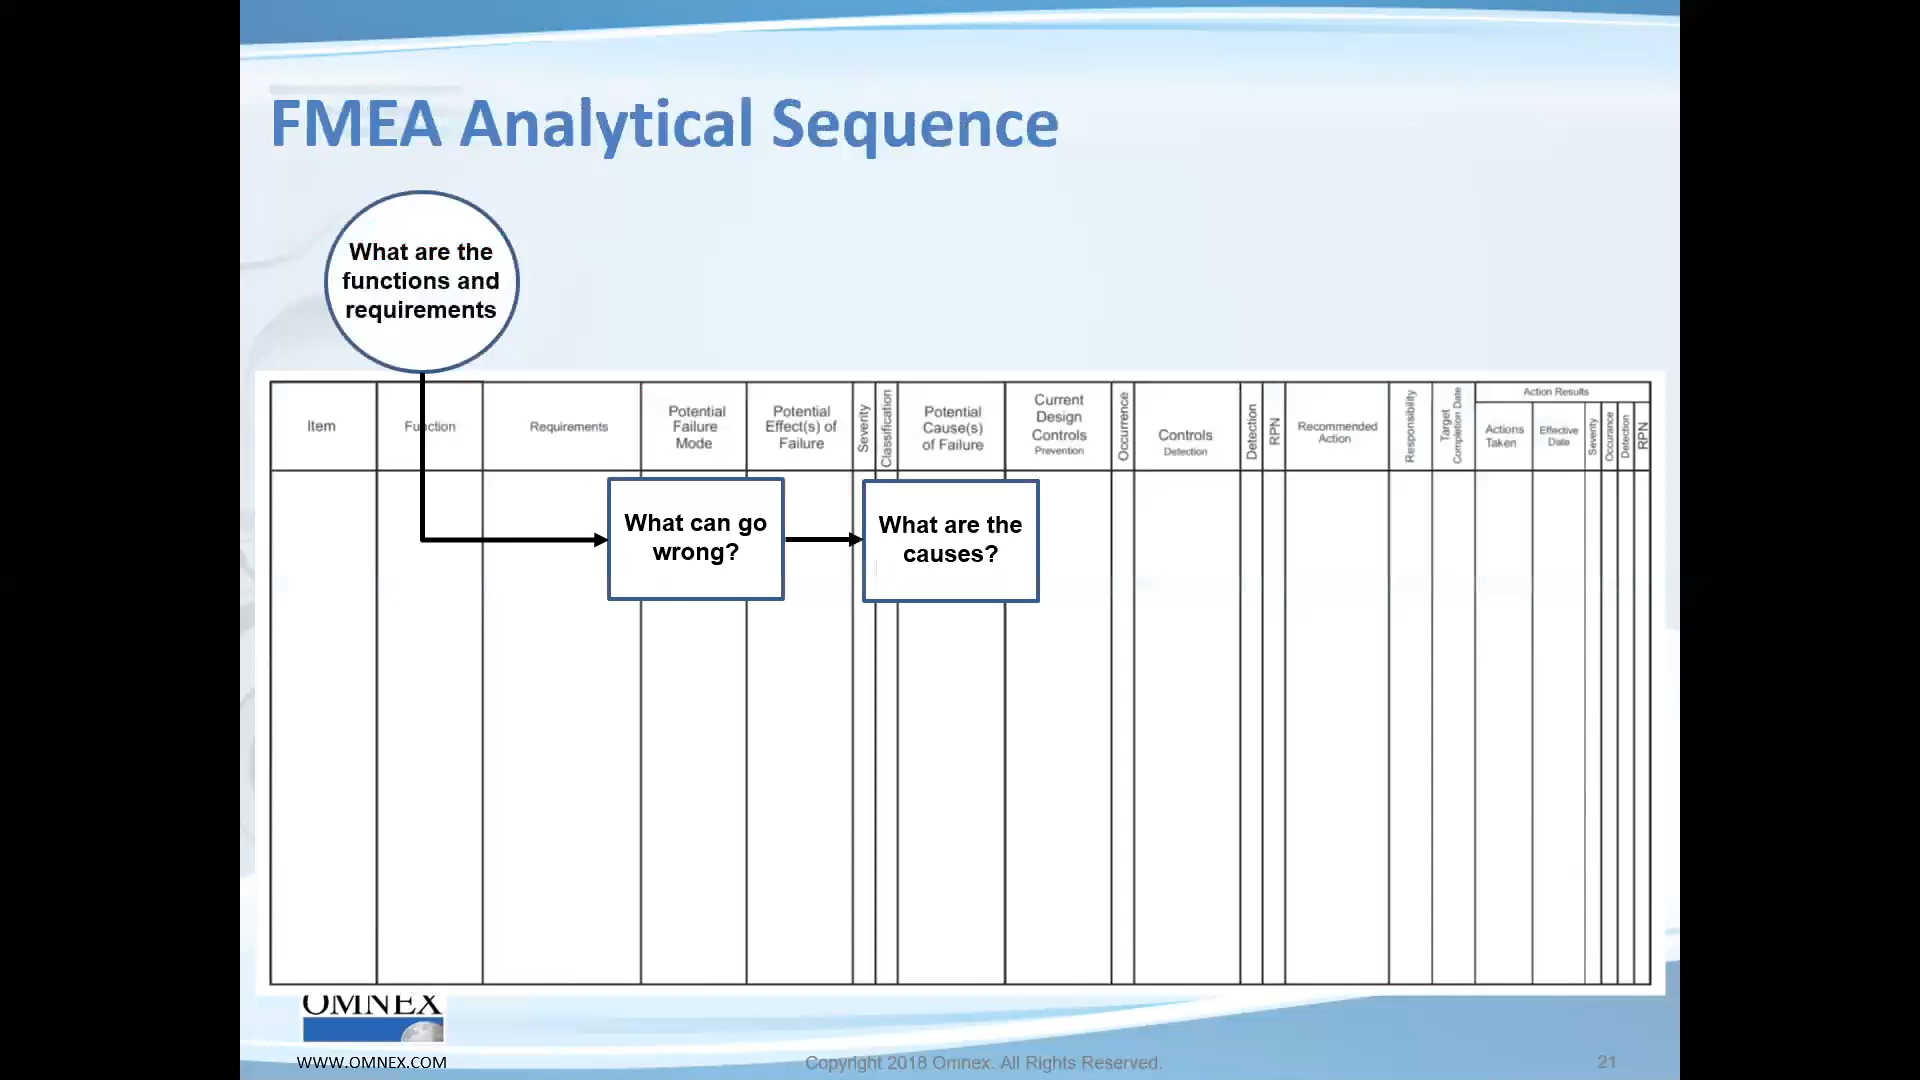 FMEA Analytical Sequence
What are the
functions and
requirements
Item
Function
Requirements
Potential
Failure
Mode
Potential
Effect(s) of
Failure
Severity
Classification
Potential
Cause(s)
of Failure
Current
Design
Controls
Prevention
Occurrence
Controls
Detection
Detection
RPN
Recommended
Action
Responsibility
Target
Completion Date
Action Results
Actions
Taken
Effective
Date
Severity
Occurance
Detection
RPN
What can go
wrong?
What are the
causes?
OMNEX
WWW.OMNEX.COM
Copyright 2018 Omnex. All Rights Reserved.
21